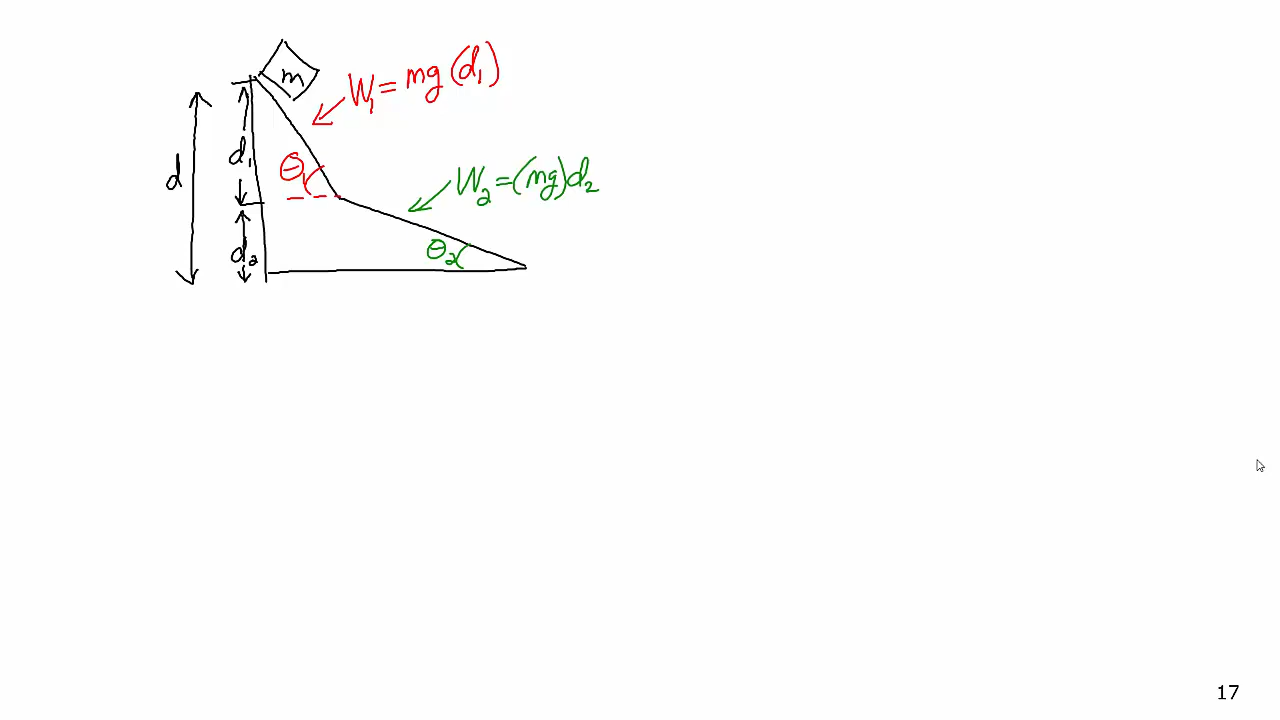 m
W₁ = mg(d₁)
d₁
d
θ₁
W₂ = (mg)d₂
d₂
θ₂
17